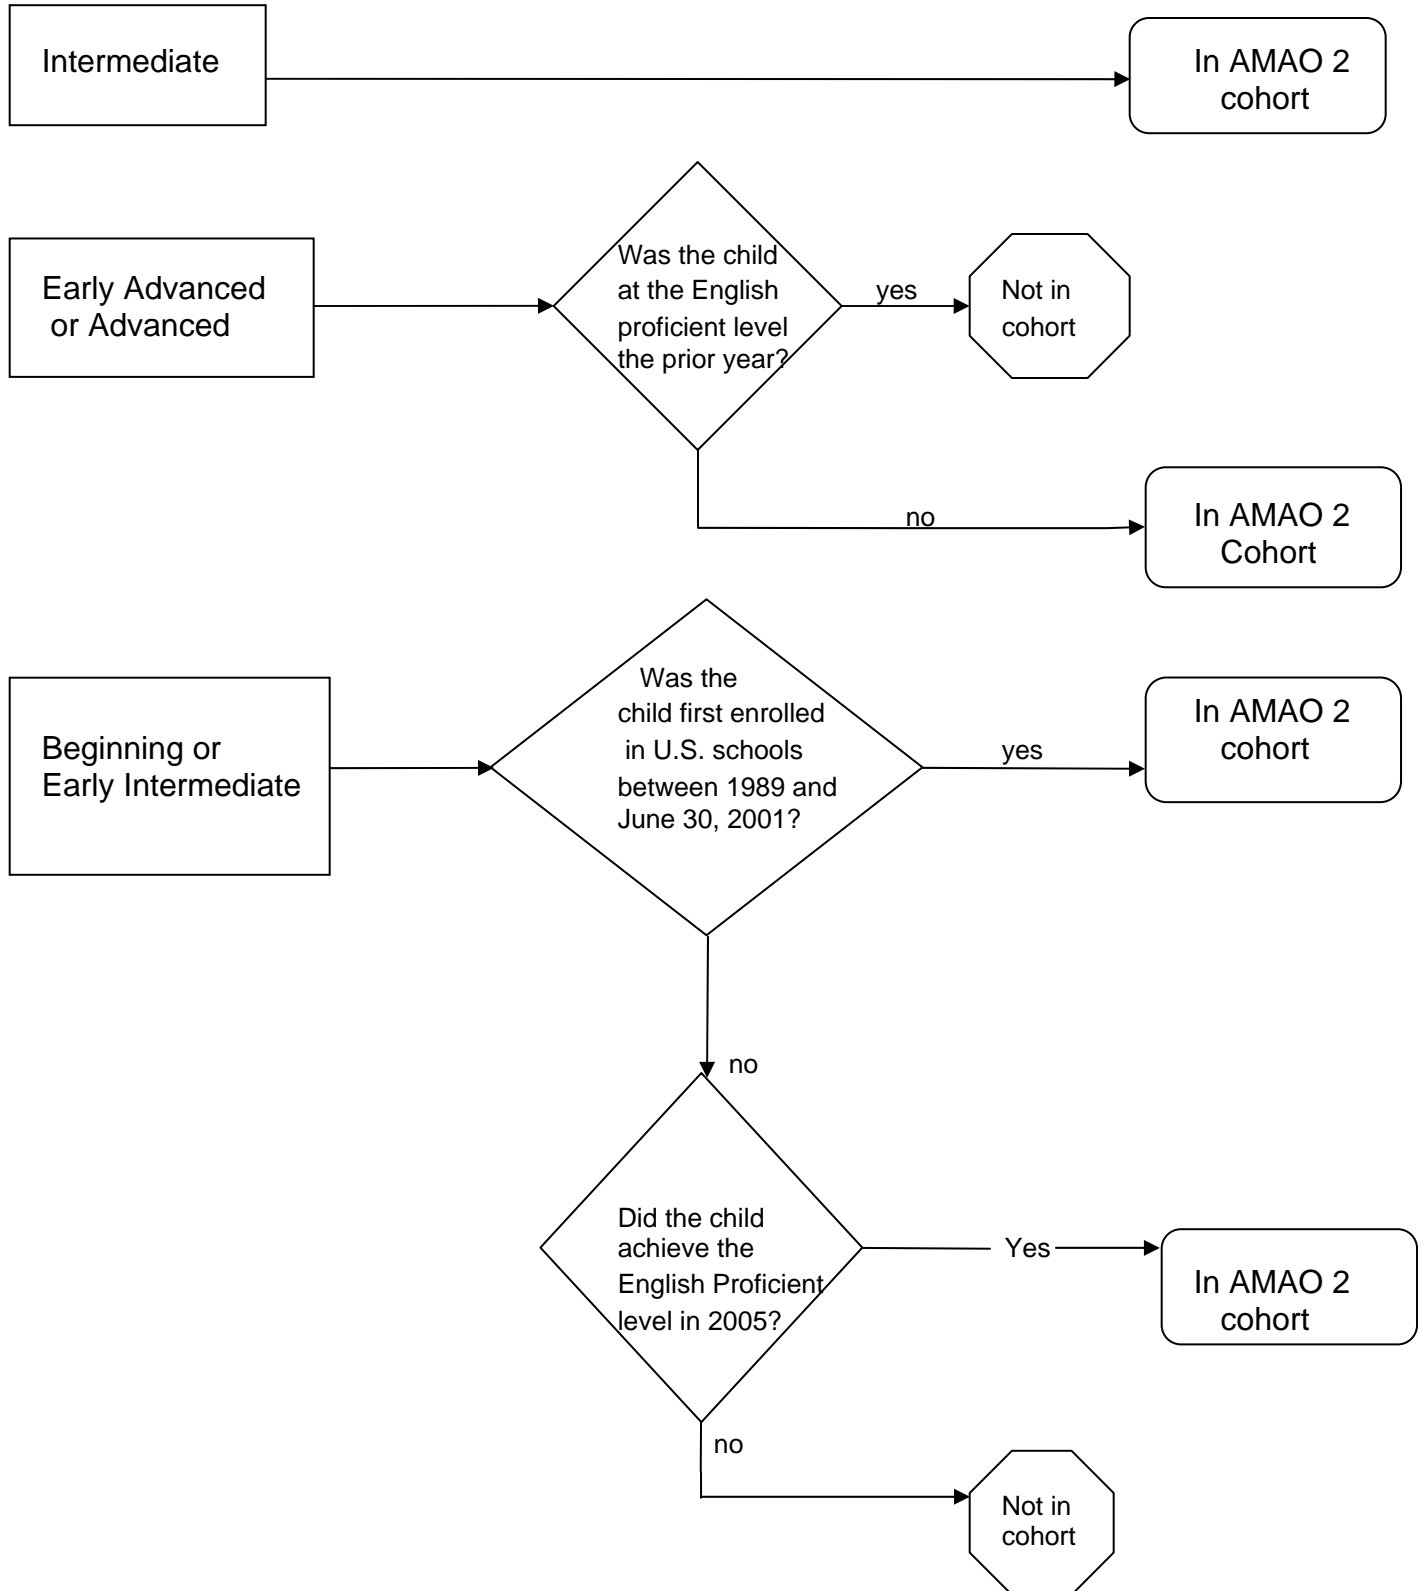 Intermediate
In AMAO 2
cohort
Early Advanced
or Advanced
Was the child
at the English
proficient level
the prior year?
yes
Not in
cohort
no
In AMAO 2
Cohort
Beginning or
Early Intermediate
Was the
child first enrolled
in U.S. schools
between 1989 and
June 30, 2001?
yes
In AMAO 2
cohort
no
Did the child
achieve the
English Proficient
level in 2005?
Yes
In AMAO 2
cohort
no
Not in
cohort